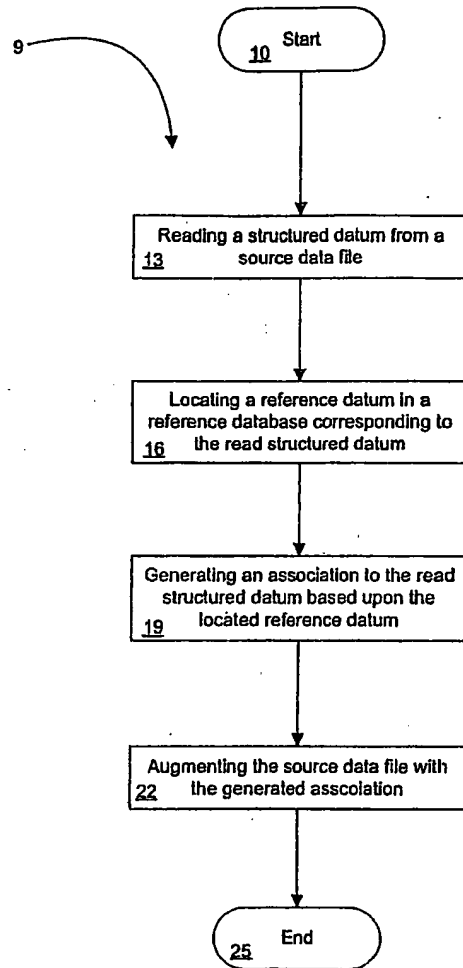 9
Start
10
Reading a structured datum from a
source data file
13
Locating a reference datum in a
reference database corresponding to
the read structured datum
16
Generating an association to the read
structured datum based upon the
located reference datum
19
Augmenting the source data file with
the generated asscoiation
22
End
25